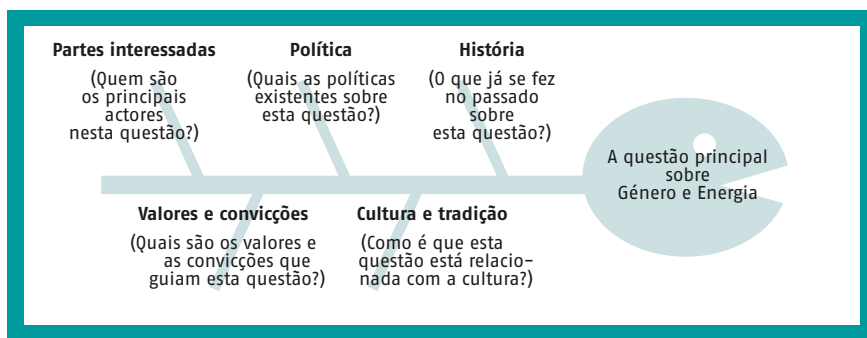 Partes interessadas
(Quem são
os principais
actores
nesta questão?)
Política
(Quais as políticas
existentes sobre
esta questão?)
História
(O que já se fez
no passado
sobre
esta questão?)
A questão principal
sobre
Género e Energia
Valores e convicções
(Quais são os valores e
as convicções que
guiam esta questão?)
Cultura e tradição
(Como é que esta
questão está relacio-
nada com a cultura?)